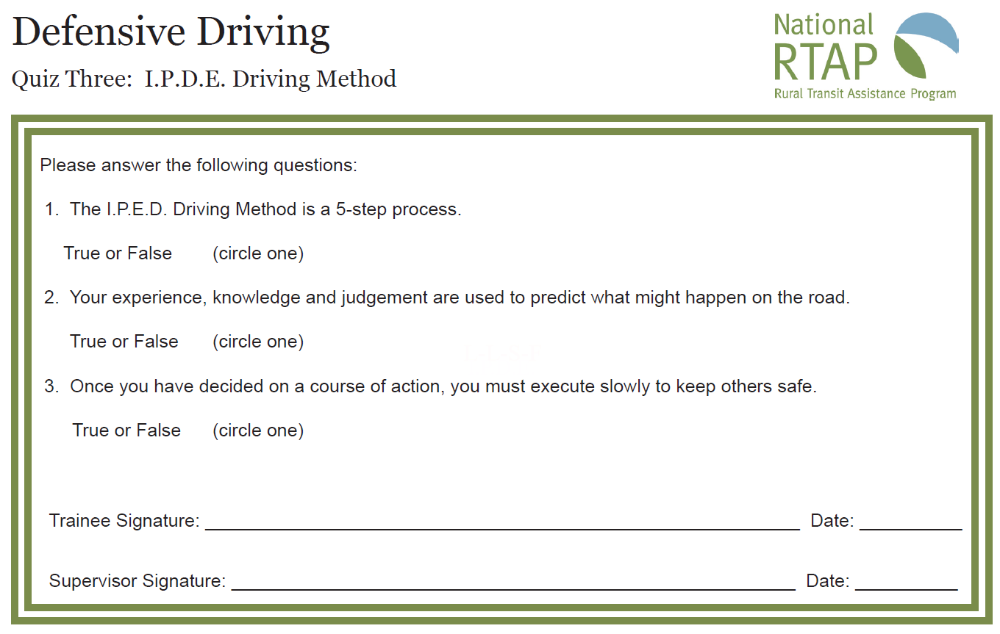 Defensive Driving
Quiz Three: I.P.D.E. Driving Method
National
RTAP
Rural Transit Assistance Program
Please answer the following questions:
1. The I.P.E.D. Driving Method is a 5-step process.
True or False (circle one)
2. Your experience, knowledge and judgement are used to predict what might happen on the road.
True or False (circle one)
3. Once you have decided on a course of action, you must execute slowly to keep others safe.
True or False (circle one)
Trainee Signature: Date:
Supervisor Signature: Date: